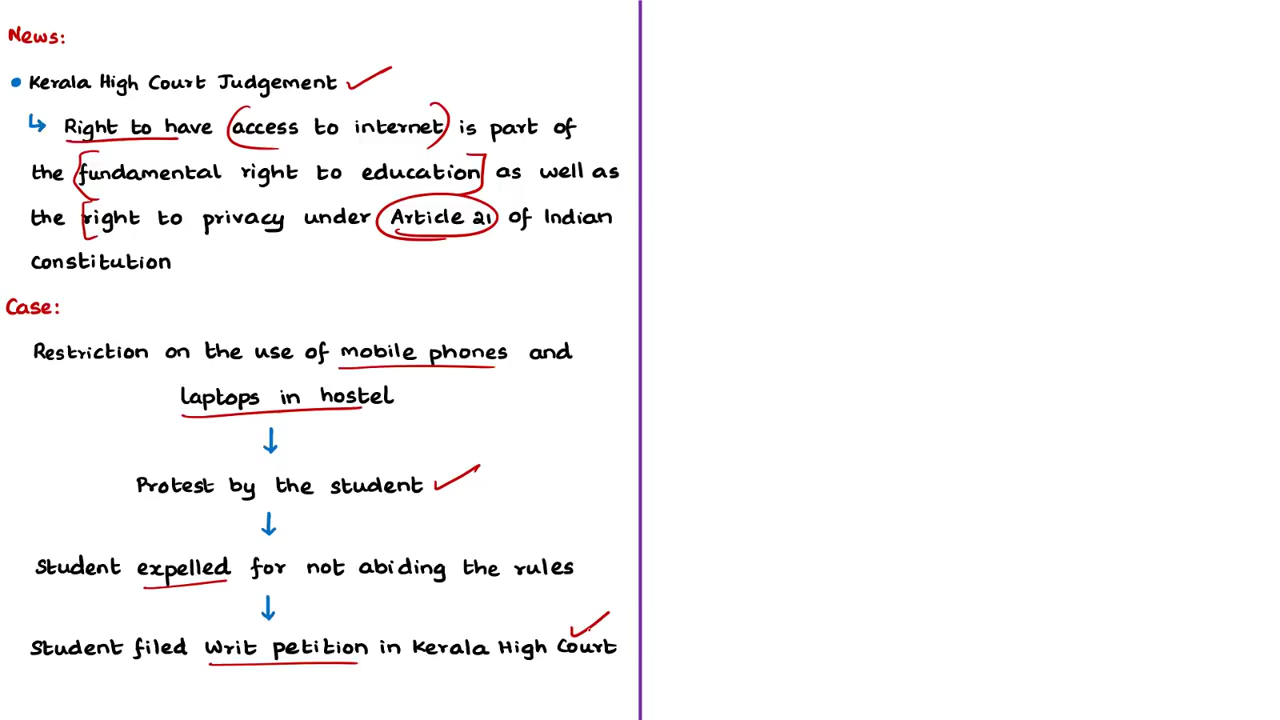 News:
Kerala High Court Judgement
Right to have access to internet is part of
the fundamental right to education as well as
the right to privacy under Article 21 of Indian
constitution
Case:
Restriction on the use of mobile phones and
laptops in hostel
Protest by the student
Student expelled for not abiding the rules
Student filed writ petition in Kerala High Court